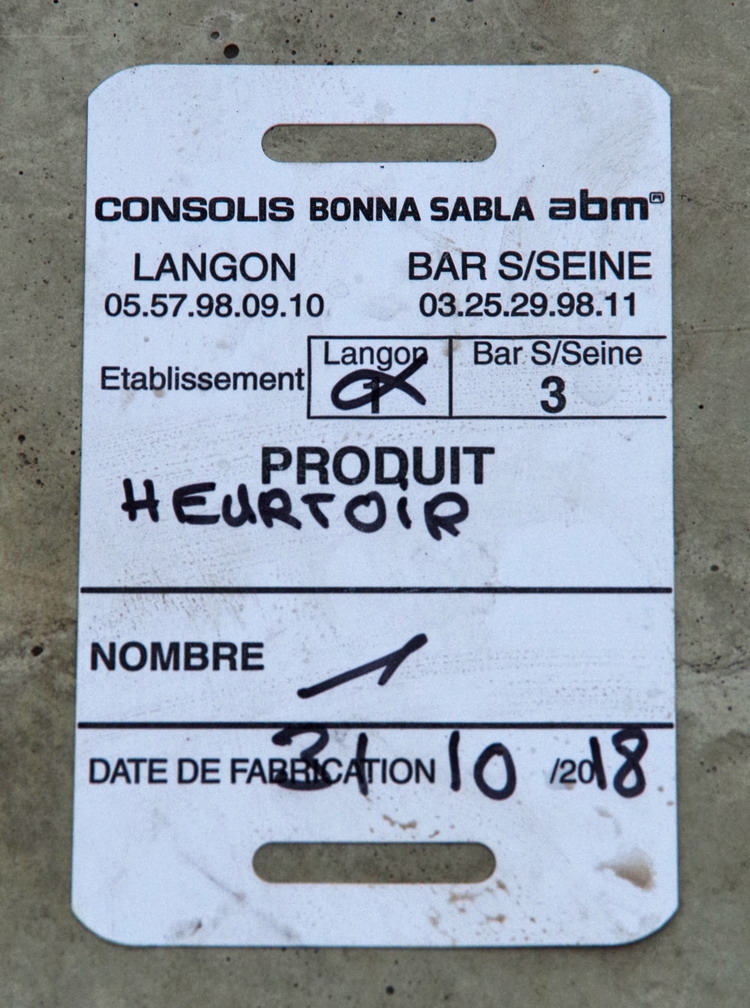 CONSOLIS BONNA SABLA abm®
LANGON BAR S/SEINE
05.57.98.09.10 03.25.29.98.11
Etablissement Langon Bar S/Seine
1 3
PRODUIT
HEURTOIR
NOMBRE 1
DATE DE FABRICATION 31 10 /2018